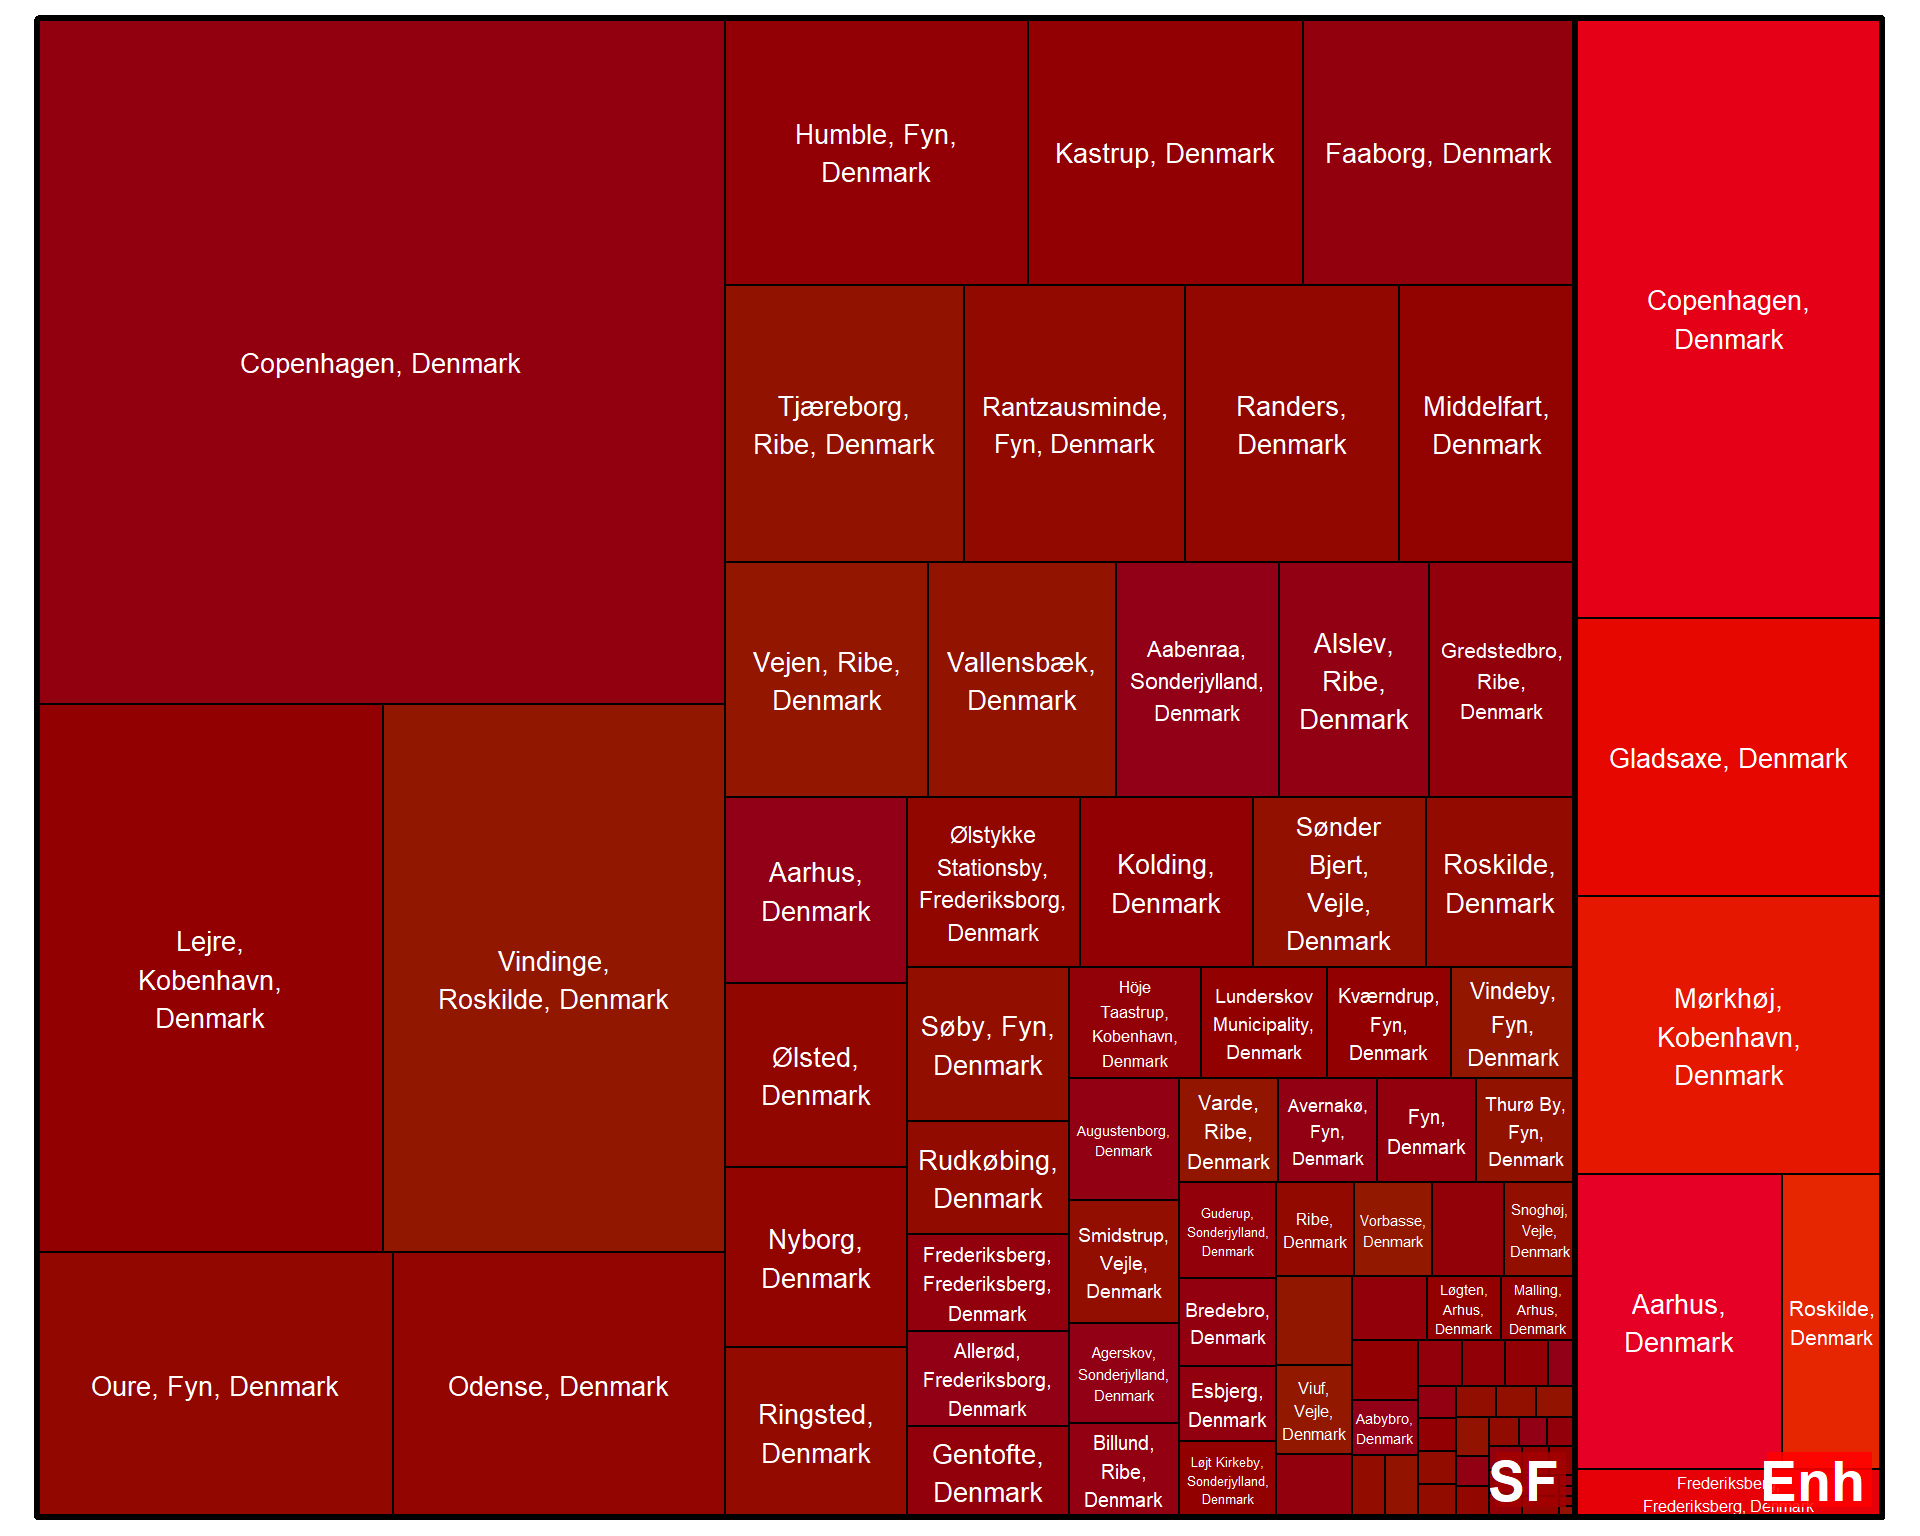 Copenhagen, Denmark
Humble, Fyn,
Denmark
Kastrup, Denmark
Faaborg, Denmark
Tjæreborg,
Ribe, Denmark
Rantzausminde,
Fyn, Denmark
Randers,
Denmark
Middelfart,
Denmark
Vejen, Ribe,
Denmark
Vallensbæk,
Denmark
Aabenraa,
Sonderjylland,
Denmark
Alslev,
Ribe,
Denmark
Gredstedbro,
Ribe,
Denmark
Lejre,
Kobenhavn,
Denmark
Vindinge,
Roskilde, Denmark
Oure, Fyn, Denmark
Odense, Denmark
Aarhus,
Denmark
Ølstykke
Stationsby,
Frederiksborg,
Denmark
Kolding,
Denmark
Sønder
Bjert,
Vejle,
Denmark
Roskilde,
Denmark
Ølsted,
Denmark
Nyborg,
Denmark
Ringsted,
Denmark
Søby, Fyn,
Denmark
Rudkøbing,
Denmark
Frederiksberg,
Frederiksberg,
Denmark
Allerød,
Frederiksborg,
Denmark
Gentofte,
Denmark
Höje
Taastrup,
Kobenhavn,
Denmark
Lunderskov
Municipality,
Denmark
Kværndrup,
Fyn,
Denmark
Vindeby,
Fyn,
Denmark
Augustenborg,
Denmark
Varde,
Ribe,
Denmark
Avernakø,
Fyn,
Denmark
Fyn,
Denmark
Thurø By,
Fyn,
Denmark
Smidstrup,
Vejle,
Denmark
Agerskov,
Sonderjylland,
Denmark
Billund,
Ribe,
Denmark
Guderup,
Sonderjylland,
Denmark
Ribe,
Denmark
Vorbasse,
Denmark
Snoghøj,
Vejle,
Denmark
Bredebro,
Denmark
Løgten,
Arhus,
Denmark
Malling,
Arhus,
Denmark
Esbjerg,
Denmark
Viuf,
Vejle,
Denmark
Aabybro,
Denmark
Løjt Kirkeby,
Sonderjylland,
Denmark
SF
Copenhagen,
Denmark
Gladsaxe, Denmark
Mørkhøj,
Kobenhavn,
Denmark
Aarhus,
Denmark
Roskilde,
Denmark
Frederiksberg,
Frederiksberg, Denmark
Enh